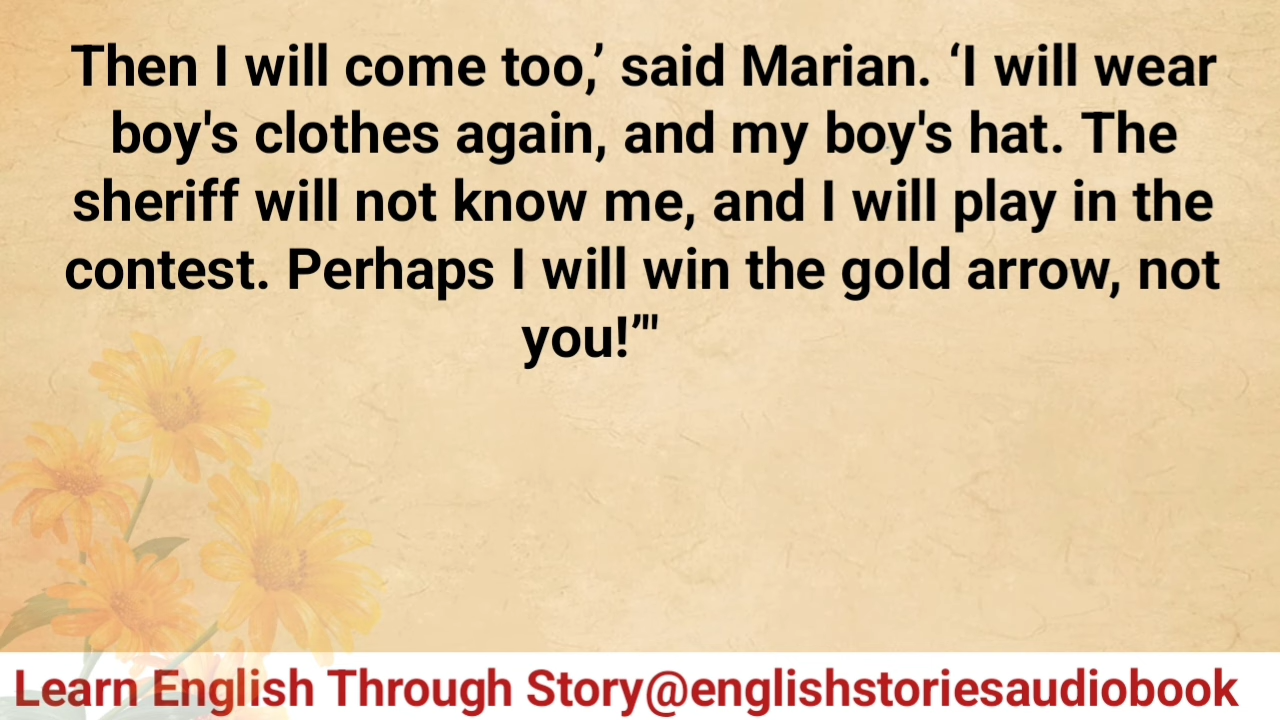 Then I will come too,’ said Marian. ‘I will wear
boy's clothes again, and my boy's hat. The
sheriff will not know me, and I will play in the
contest. Perhaps I will win the gold arrow, not
you!’"
Learn English Through Story@englishstoriesaudiobook